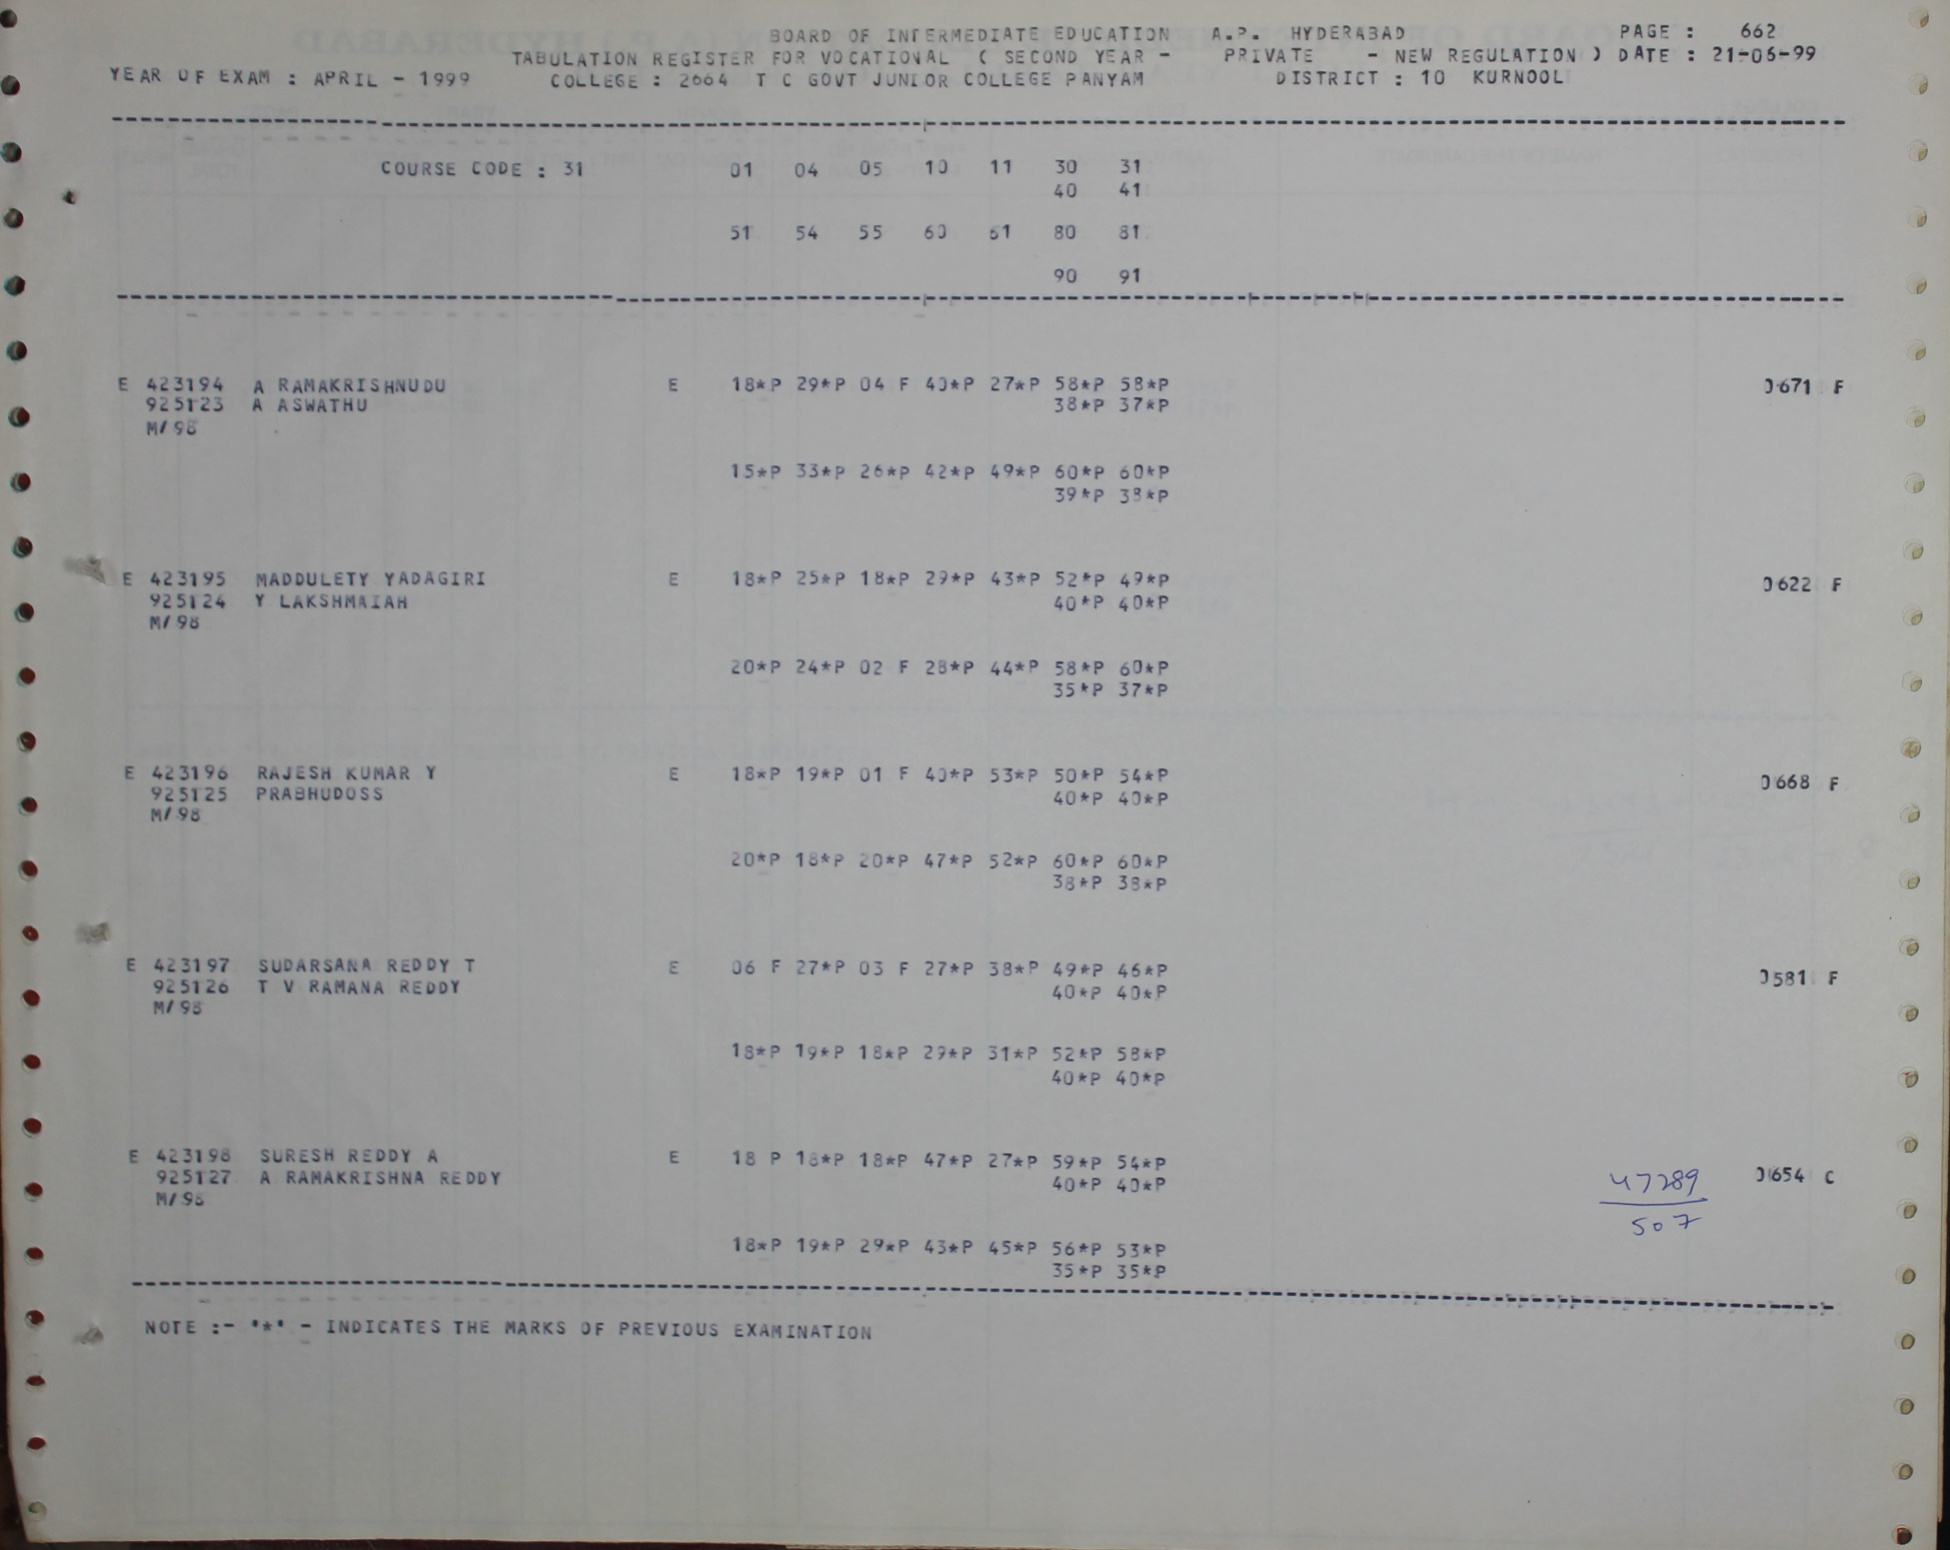 BOARD OF INTERMEDIATE EDUCATION A.P. HYDERABAD PAGE : 662
TABULATION REGISTER FOR VOCATIONAL ( SECOND YEAR - PRIVATE - NEW REGULATION ) DATE : 21-06-99
YEAR OF EXAM : APRIL - 1999 COLLEGE : 2664 T C GOVT JUNIOR COLLEGE PANYAM DISTRICT : 10 KURNOOL
COURSE CODE : 31 01 04 05 10 11 30 31
40 41
51 54 55 60 61 80 81
90 91
E 423194 A RAMAKRISHNUDU E 18*P 29*P 04 F 40*P 27*P 58*P 58*P 0671 F
925123 A ASWATHU 38*P 37*P
M/98
15*P 33*P 26*P 42*P 49*P 60*P 60*P
39*P 38*P
E 423195 MADDULETY YADAGIRI E 18*P 25*P 18*P 29*P 43*P 52*P 49*P 0622 F
925124 Y LAKSHMAIAH 40*P 40*P
M/98
20*P 24*P 02 F 28*P 44*P 58*P 60*P
35*P 37*P
E 423196 RAJESH KUMAR Y E 18*P 19*P 01 F 40*P 53*P 50*P 54*P 0668 F
925125 PRABHUDOSS 40*P 40*P
M/98
20*P 18*P 20*P 47*P 52*P 60*P 60*P
38*P 38*P
E 423197 SUDARSANA REDDY T E 06 F 27*P 03 F 27*P 38*P 49*P 46*P 0581 F
925126 T V RAMANA REDDY 40*P 40*P
M/98
18*P 19*P 18*P 29*P 31*P 52*P 58*P
40*P 40*P
E 423198 SURESH REDDY A E 18 P 18*P 18*P 47*P 27*P 59*P 54*P 0654 C
925127 A RAMAKRISHNA REDDY 40*P 40*P 47289
M/98 507
18*P 19*P 29*P 43*P 45*P 56*P 53*P
35*P 35*P
NOTE :- '*' - INDICATES THE MARKS OF PREVIOUS EXAMINATION